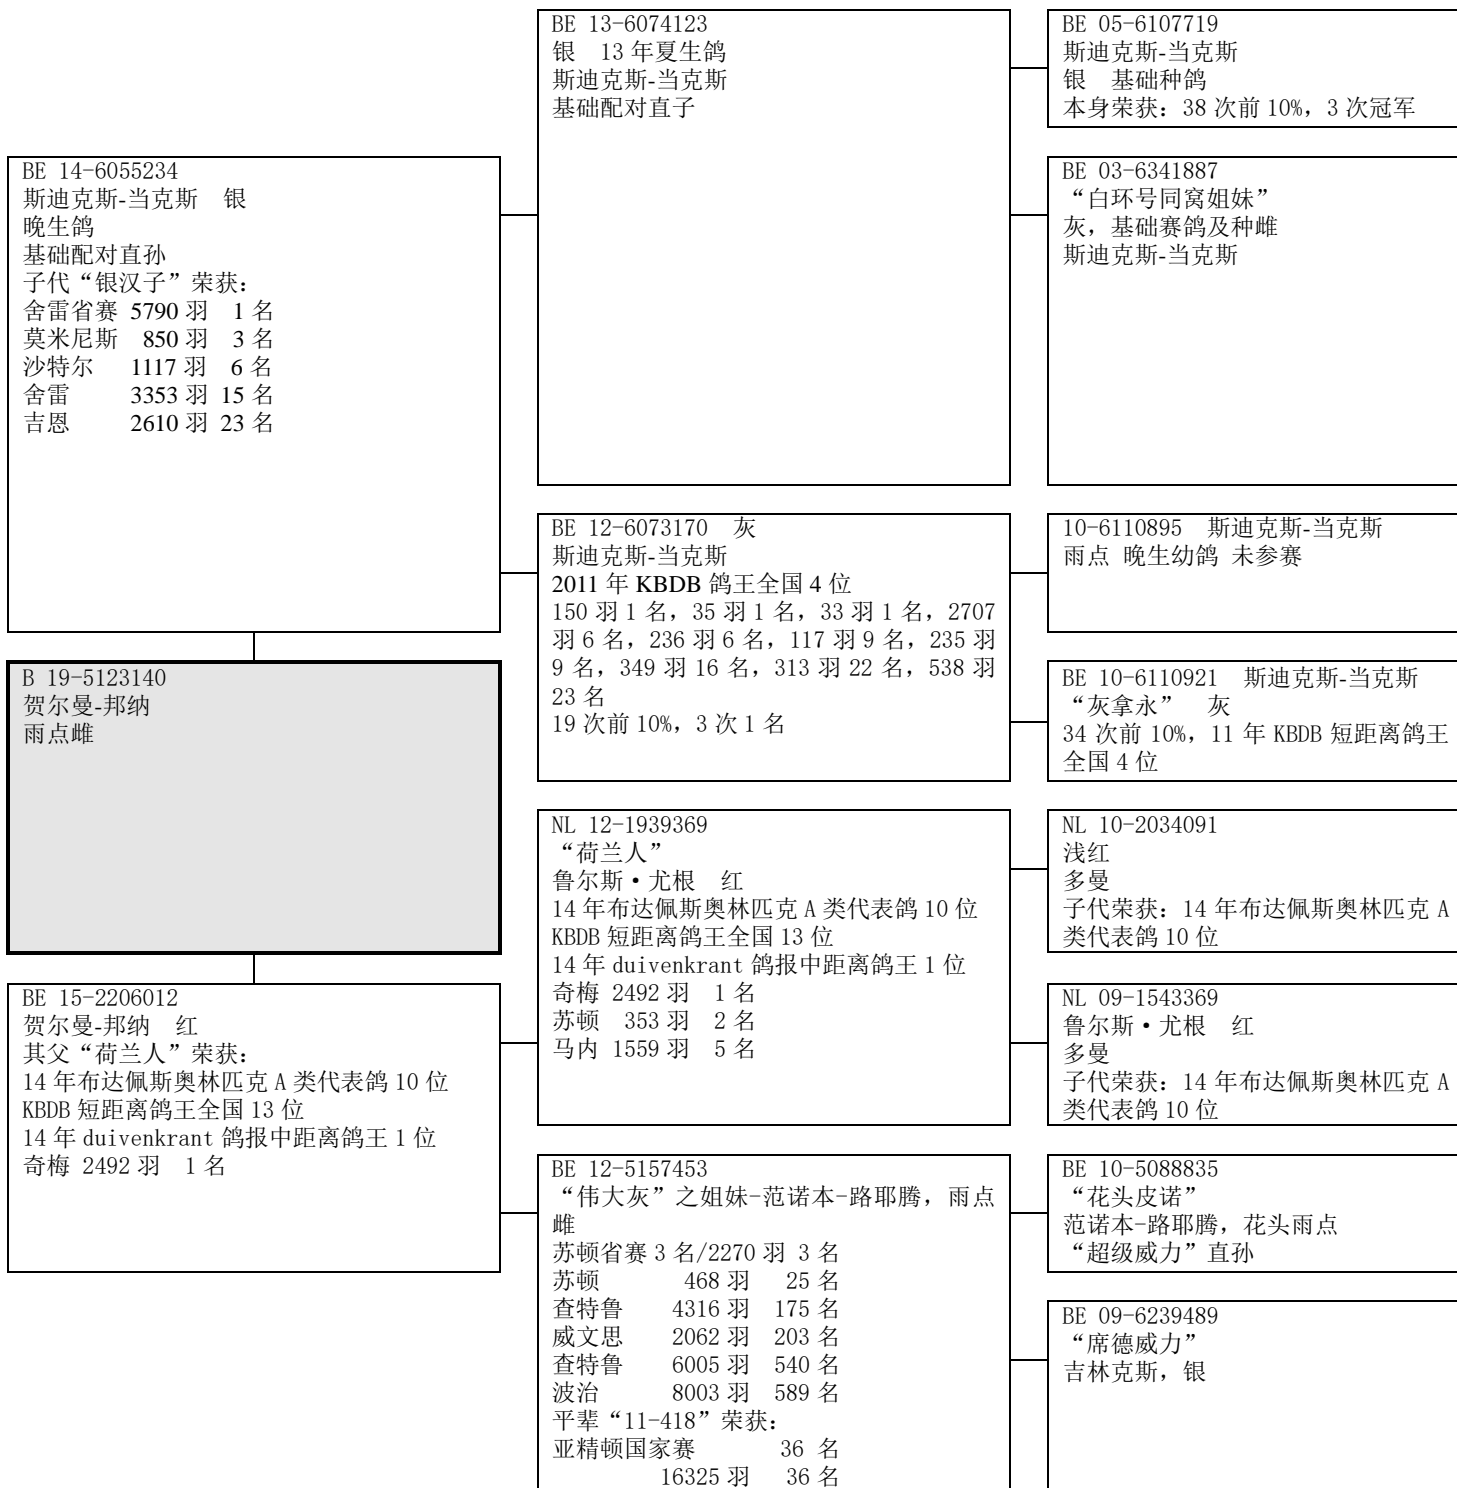 BE 14-6055234
斯迪克斯-当克斯 银
晚生鸽
基础配对直孙
子代“银汉子”荣获：
舍雷省赛 5790 羽 1 名
莫米尼斯 850 羽 3 名
沙特尔 1117 羽 6 名
舍雷 3353 羽 15 名
吉恩 2610 羽 23 名
B 19-5123140
贺尔曼-邦纳
雨点雌
BE 15-2206012
贺尔曼-邦纳 红
其父“荷兰人”荣获：
14 年布达佩斯奥林匹克 A 类代表鸽 10 位
KBDB 短距离鸽王全国 13 位
14 年 duivenkrant 鸽报中距离鸽王 1 位
奇梅 2492 羽 1 名
BE 13-6074123
银 13 年夏生鸽
斯迪克斯-当克斯
基础配对直子
BE 12-6073170 灰
斯迪克斯-当克斯
2011 年 KBDB 鸽王全国 4 位
150 羽 1 名，35 羽 1 名，33 羽 1 名，2707
羽 6 名，236 羽 6 名，117 羽 9 名，235 羽
9 名，349 羽 16 名，313 羽 22 名，538 羽
23 名
19 次前 10%，3 次 1 名
NL 12-1939369
“荷兰人”
鲁尔斯·尤根 红
14 年布达佩斯奥林匹克 A 类代表鸽 10 位
KBDB 短距离鸽王全国 13 位
14 年 duivenkrant 鸽报中距离鸽王 1 位
奇梅 2492 羽 1 名
苏顿 353 羽 2 名
马内 1559 羽 5 名
BE 12-5157453
“伟大灰”之姐妹-范诺本-路耶腾，雨点
雌
苏顿省赛 3 名/2270 羽 3 名
苏顿 468 羽 25 名
查特鲁 4316 羽 175 名
威文思 2062 羽 203 名
查特鲁 6005 羽 540 名
波治 8003 羽 589 名
平辈“11-418”荣获：
亚精顿国家赛 36 名
16325 羽 36 名
BE 05-6107719
斯迪克斯-当克斯
银 基础种鸽
本身荣获：38 次前 10%，3 次冠军
BE 03-6341887
“白环号同窝姐妹”
灰，基础赛鸽及种雌
斯迪克斯-当克斯
10-6110895 斯迪克斯-当克斯
雨点 晚生幼鸽 未参赛
BE 10-6110921 斯迪克斯-当克斯
“灰拿永” 灰
34 次前 10%，11 年 KBDB 短距离鸽王
全国 4 位
NL 10-2034091
浅红
多曼
子代荣获：14 年布达佩斯奥林匹克 A
类代表鸽 10 位
NL 09-1543369
鲁尔斯·尤根 红
多曼
子代荣获：14 年布达佩斯奥林匹克 A
类代表鸽 10 位
BE 10-5088835
“花头皮诺”
范诺本-路耶腾，花头雨点
“超级威力”直孙
BE 09-6239489
“席德威力”
吉林克斯，银